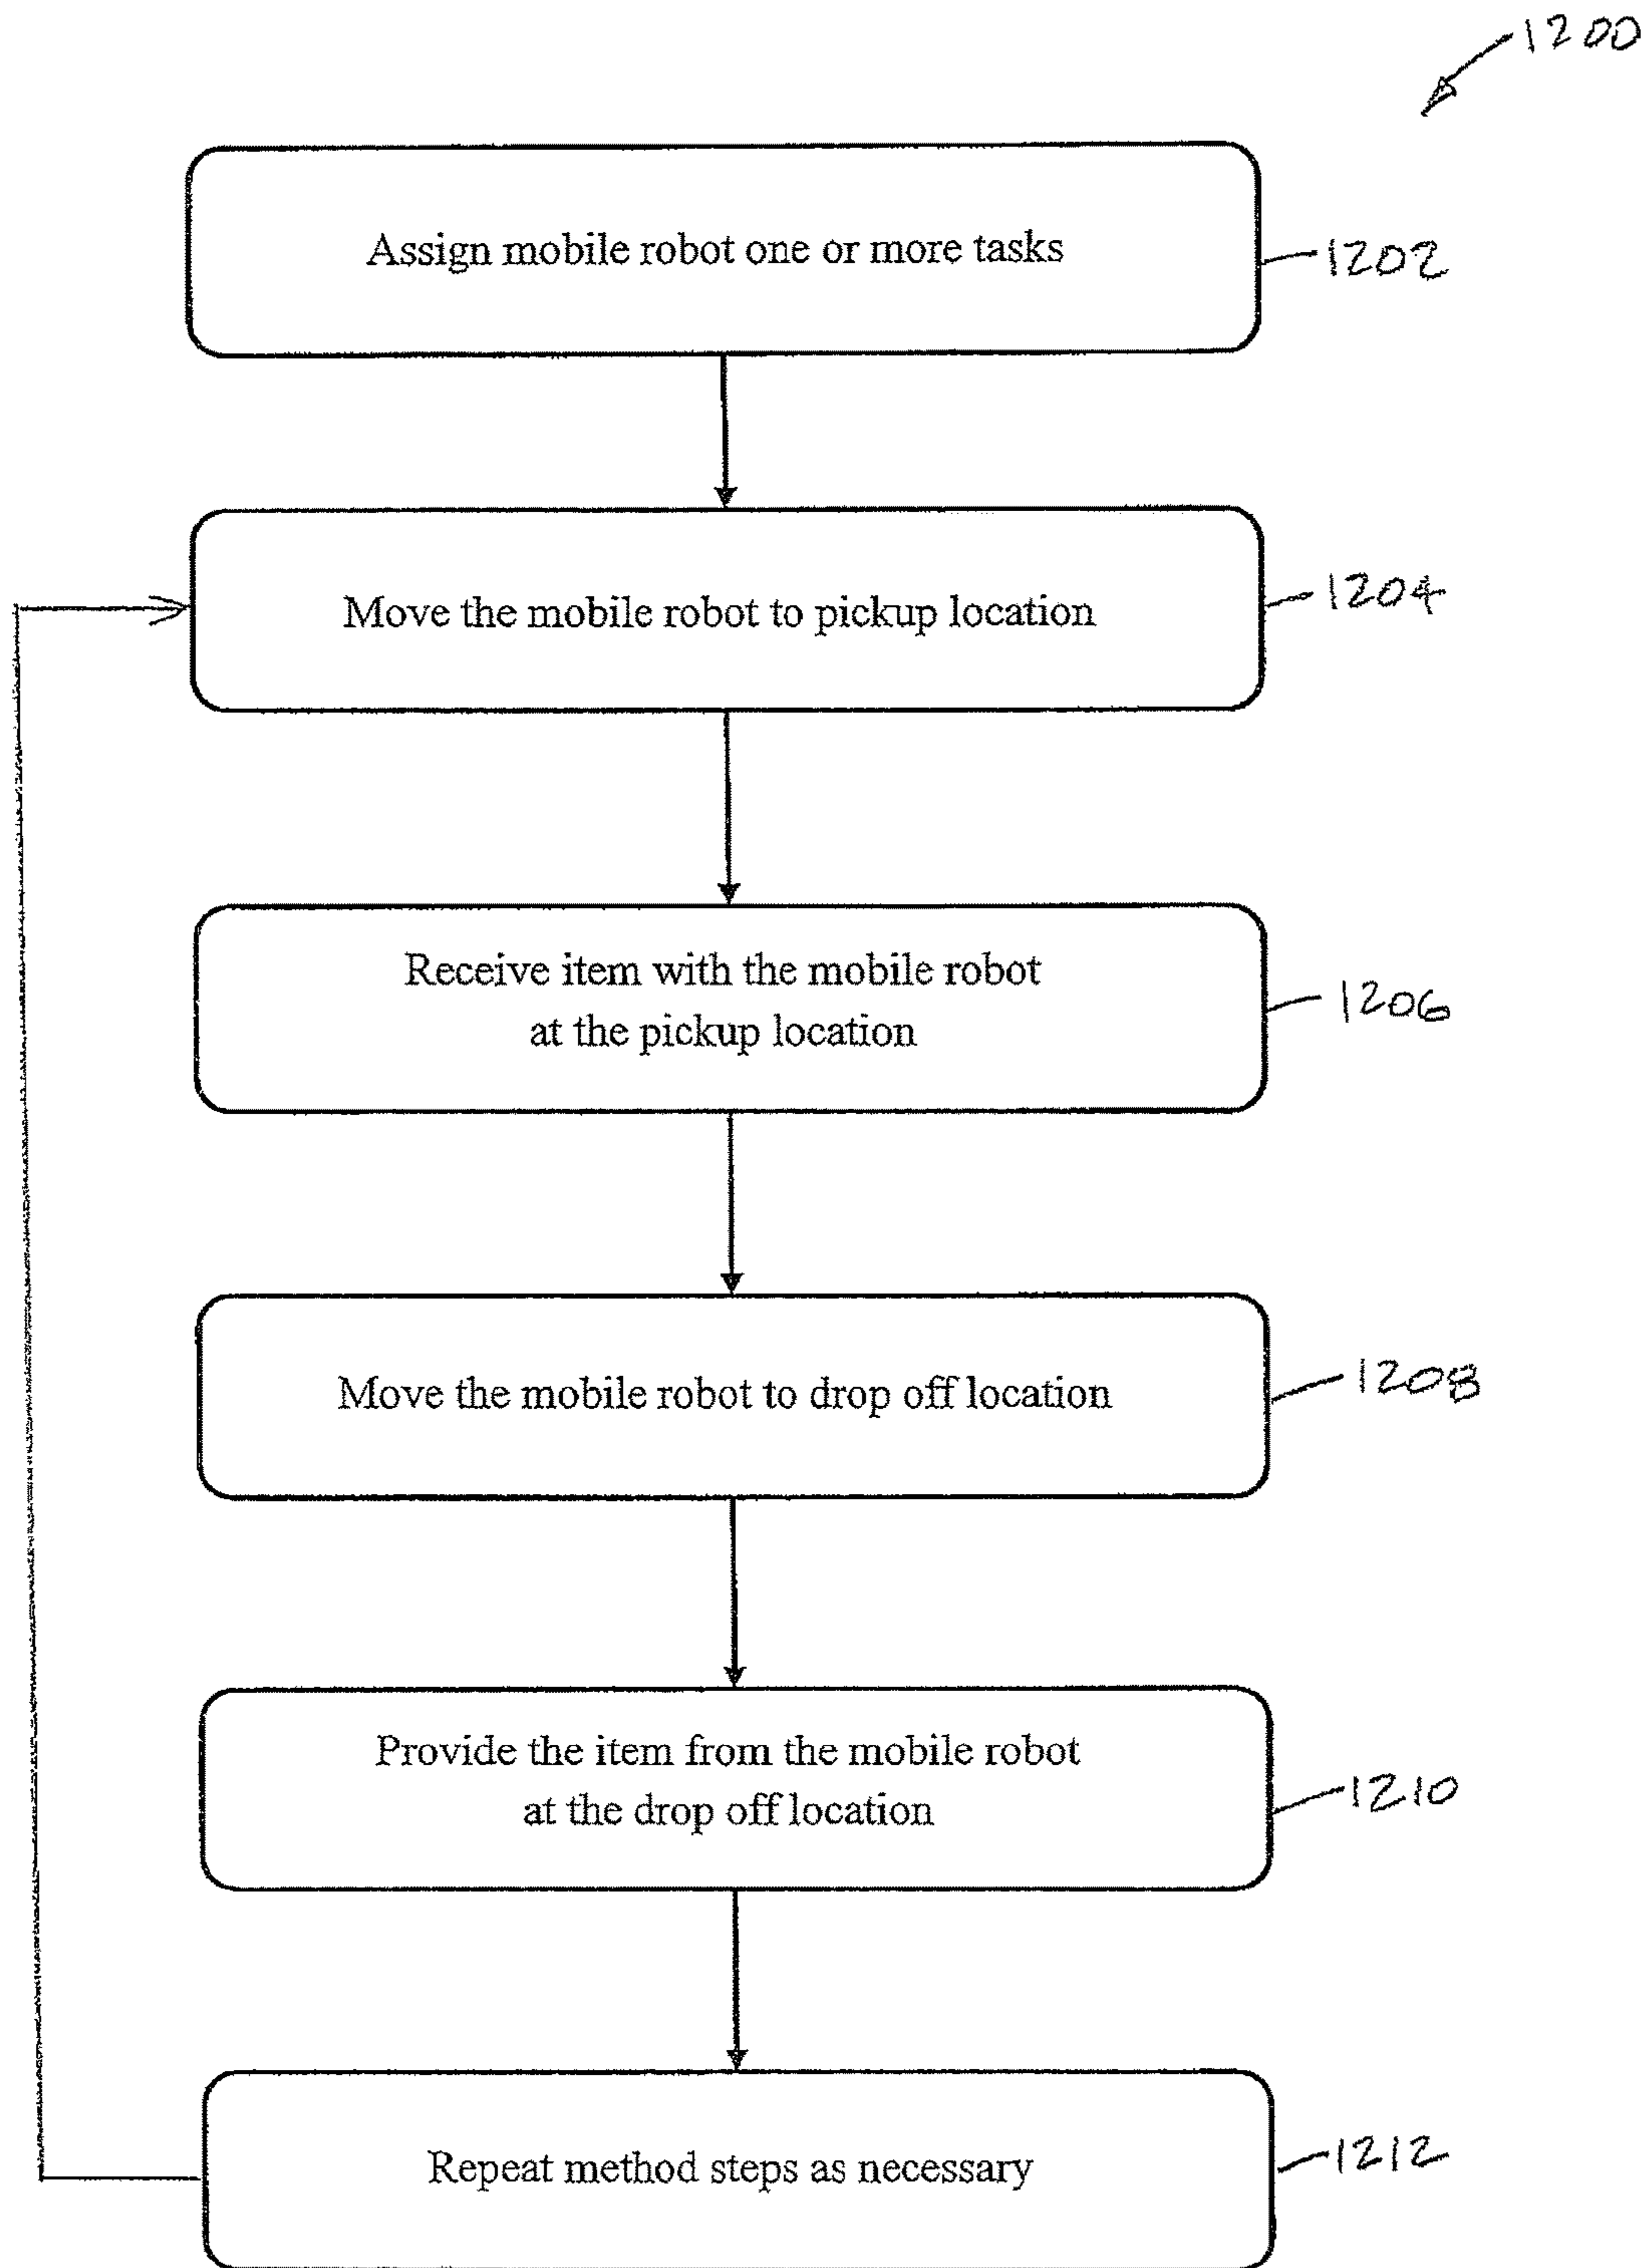 1200
Assign mobile robot one or more tasks
1202
Move the mobile robot to pickup location
1204
Receive item with the mobile robot
at the pickup location
1206
Move the mobile robot to drop off location
1208
Provide the item from the mobile robot
at the drop off location
1210
Repeat method steps as necessary
1212